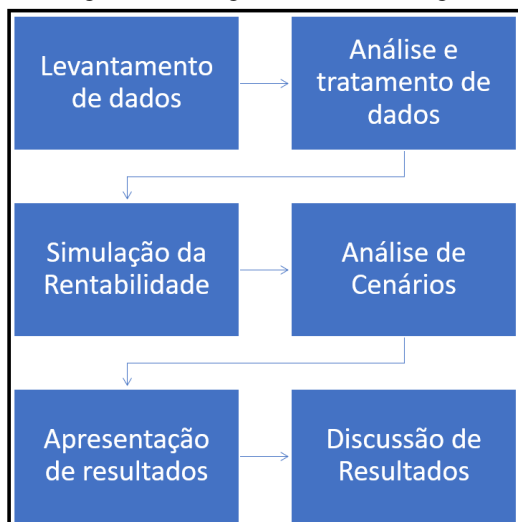 Levantamento
de dados
Análise e
tratamento de
dados
Simulação da
Rentabilidade
Análise de
Cenários
Apresentação
de resultados
Discussão de
Resultados